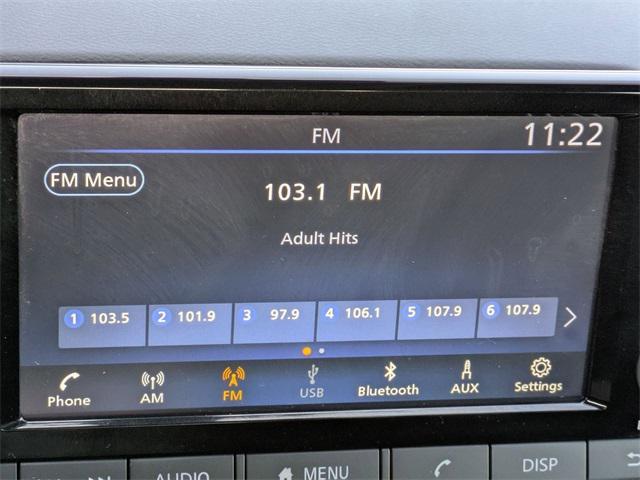 FM 11:22
FM Menu
103.1 FM
Adult Hits
1 103.5 2 101.9 3 97.9 4 106.1 5 107.9 6 107.9
Phone AM FM USB Bluetooth AUX Settings
AUDIO MENU DISP